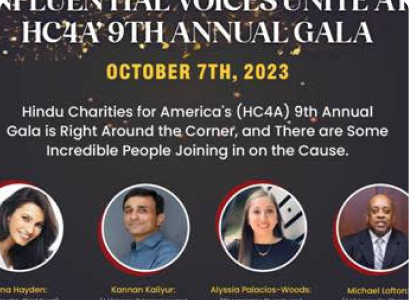 NFLUENTIAL VOICES UNITE AT
HC4A 9TH ANNUAL GALA
OCTOBER 7TH, 2023
Hindu Charities for America's (HC4A) 9th Annual
Gala is Right Around the Corner, and There are Some
Incredible People Joining in on the Cause.
na Hayden:
Kannan Kaliyur:
Alyssia Palacios-Woods:
Michael Lofton: